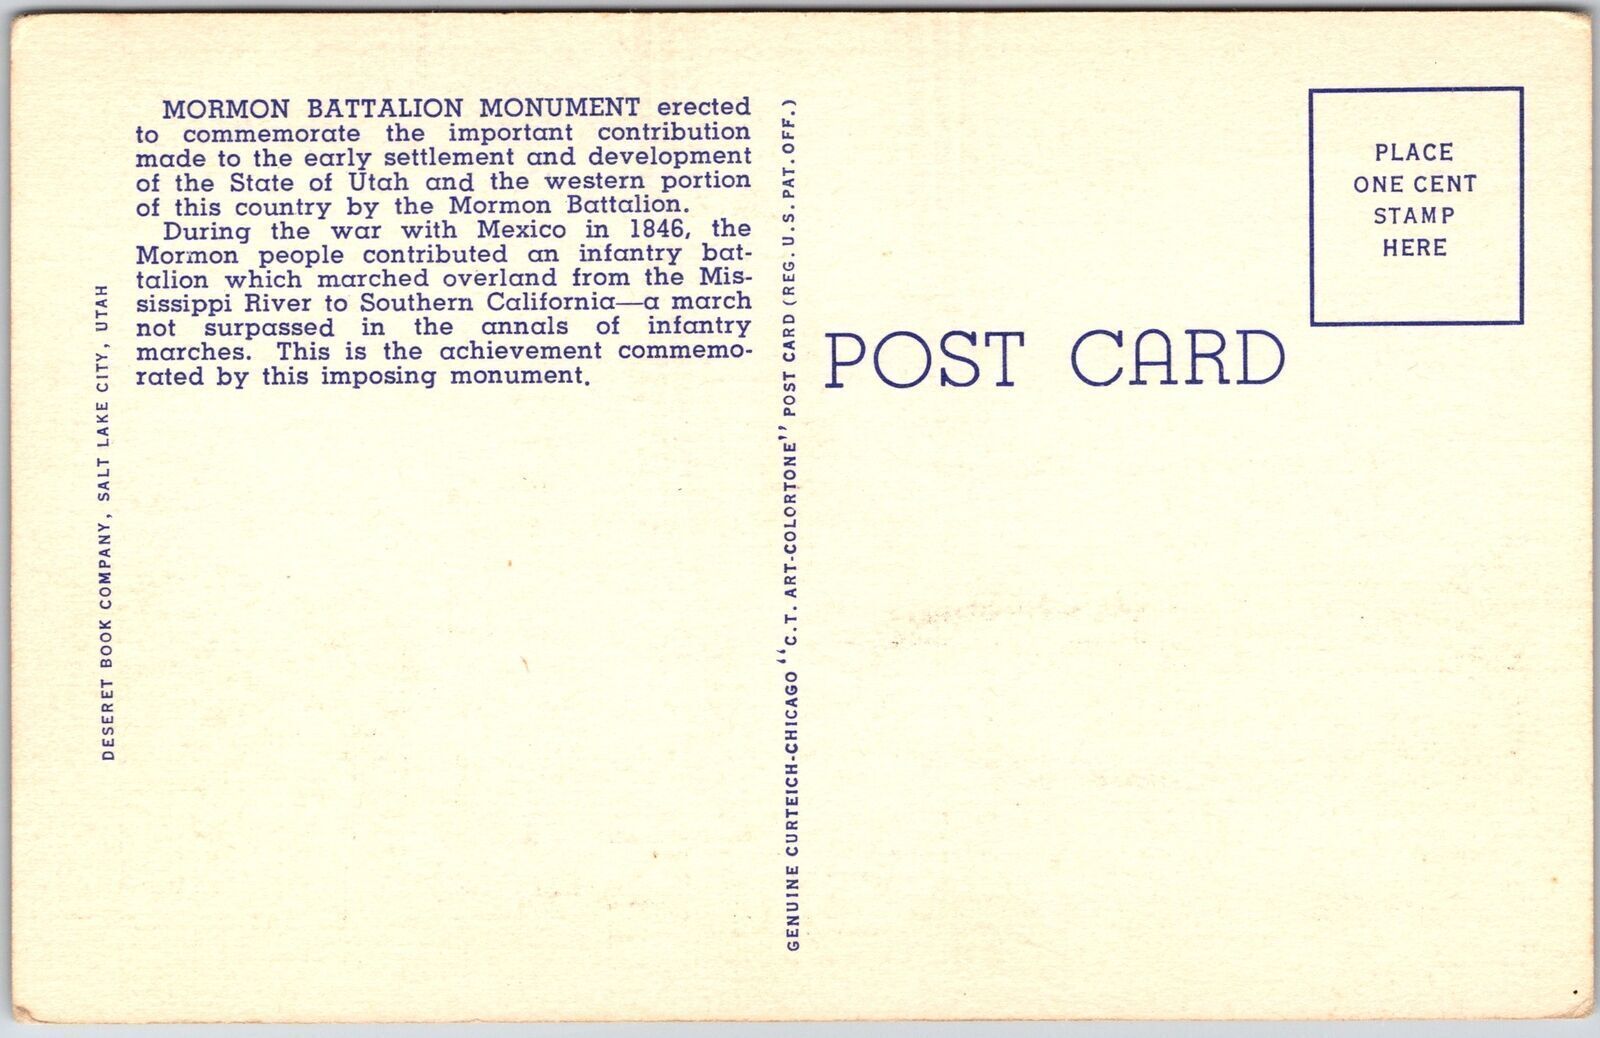 MORMON BATTALION MONUMENT erected
to commemorate the important contribution
made to the early settlement and development
of the State of Utah and the western portion
of this country by the Mormon Battalion.
During the war with Mexico in 1846, the
Mormon people contributed an infantry bat-
talion which marched overland from the Mis-
sissippi River to Southern California—a march
not surpassed in the annals of infantry
marches. This is the achievement commemo-
rated by this imposing monument.
DESERET BOOK COMPANY, SALT LAKE CITY, UTAH
GENUINE CURTEICH-CHICAGO "C.T. ART-COLORTONE" POST CARD (REG. U.S. PAT. OFF.)
POST CARD
PLACE
ONE CENT
STAMP
HERE